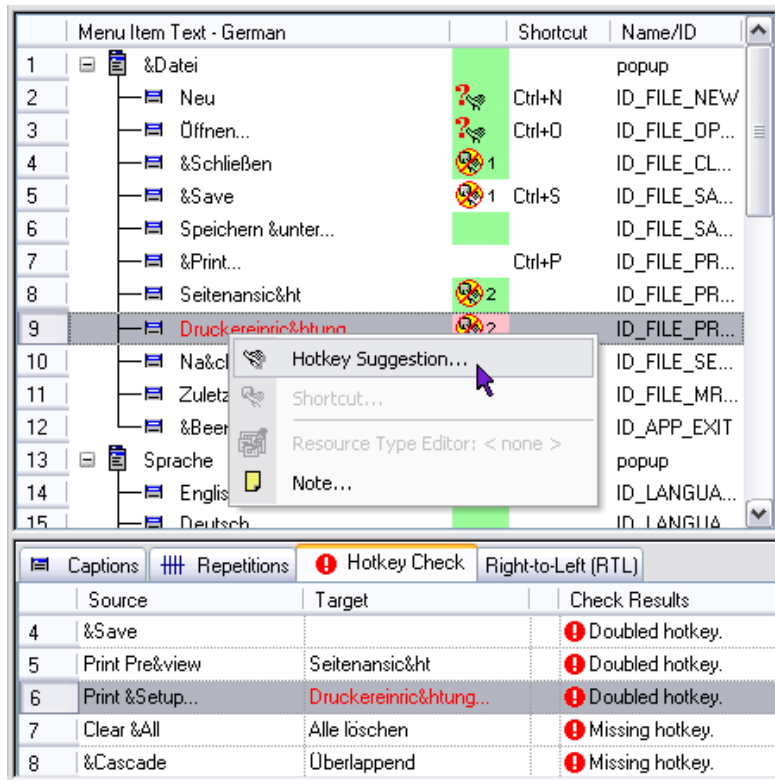 Menu Item Text - German Shortcut Name/ID
1 &Datei popup
2 Neu ? Ctrl+N ID_FILE_NEW
3 Öffnen... ? Ctrl+O ID_FILE_OP...
4 &Schließen 1 ID_FILE_CL...
5 &Save 1 Ctrl+S ID_FILE_SA...
6 Speichern &unter... ID_FILE_SA...
7 &Print... Ctrl+P ID_FILE_PR...
8 Seitenansic&ht 2 ID_FILE_PR...
9 Druckereinric&htung... 2 ID_FILE_PR...
10 Na&cl ID_FILE_SE...
11 Zuletz ID_FILE_MR...
12 &Beer ID_APP_EXIT
13 Sprache popup
14 Englis ID_LANGUA...
15 Deutsch ID_LANGUA...
Hotkey Suggestion...
Shortcut...
Resource Type Editor: < none >
Note...
Captions Repetitions Hotkey Check Right-to-Left (RTL)
Source Target Check Results
4 &Save Doubled hotkey.
5 Print Pre&view Seitenansic&ht Doubled hotkey.
6 Print &Setup... Druckereinric&htung... Doubled hotkey.
7 Clear &All Alle löschen Missing hotkey.
8 &Cascade Überlappend Missing hotkey.